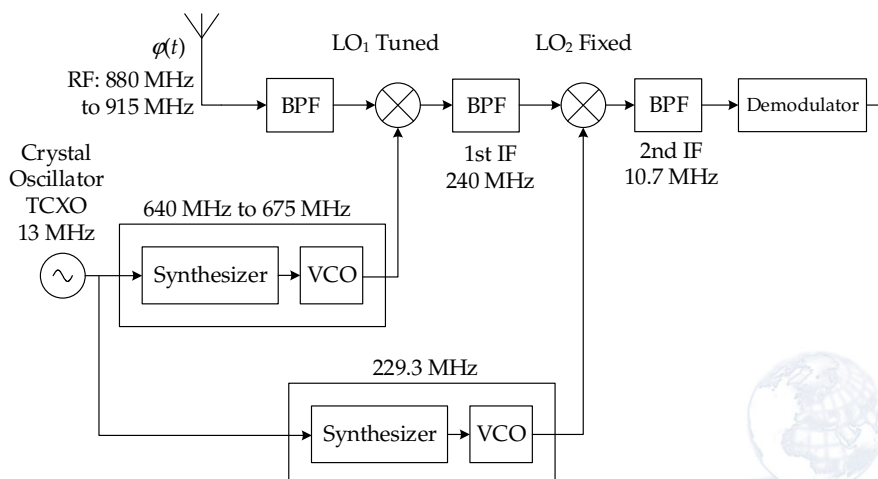 φ(t)
RF: 880 MHz
to 915 MHz
LO1 Tuned
LO2 Fixed
BPF
BPF
BPF
Demodulator
1st IF
240 MHz
2nd IF
10.7 MHz
Crystal
Oscillator
TCXO
13 MHz
640 MHz to 675 MHz
Synthesizer
VCO
229.3 MHz
Synthesizer
VCO